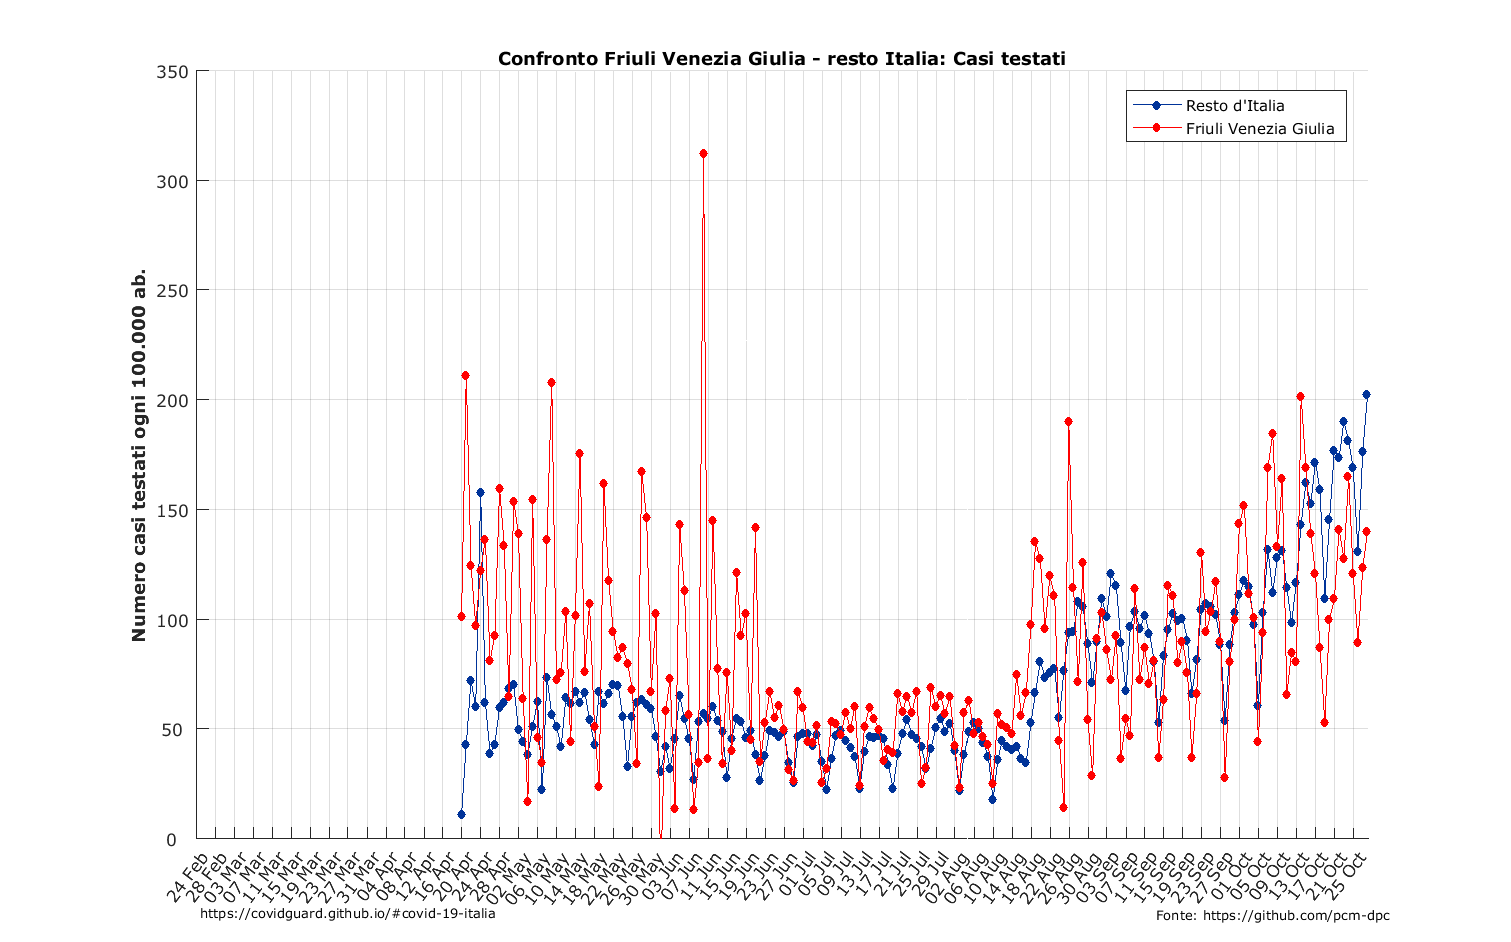 Confronto Friuli Venezia Giulia - resto Italia: Casi testati
Resto d'Italia
Friuli Venezia Giulia
Numero casi testati ogni 100.000 ab.
350
300
250
200
150
100
50
0
24 Feb
28 Feb
03 Mar
07 Mar
11 Mar
15 Mar
19 Mar
23 Mar
27 Mar
31 Mar
04 Apr
08 Apr
12 Apr
16 Apr
20 Apr
24 Apr
28 Apr
02 May
06 May
10 May
14 May
18 May
22 May
26 May
30 May
03 Jun
07 Jun
11 Jun
15 Jun
19 Jun
23 Jun
27 Jun
01 Jul
05 Jul
09 Jul
13 Jul
17 Jul
21 Jul
25 Jul
29 Jul
02 Aug
06 Aug
10 Aug
14 Aug
18 Aug
22 Aug
26 Aug
30 Aug
03 Sep
07 Sep
11 Sep
15 Sep
19 Sep
23 Sep
27 Sep
01 Oct
05 Oct
09 Oct
13 Oct
17 Oct
21 Oct
25 Oct
https://covidguard.github.io/#covid-19-italia
Fonte: https://github.com/pcm-dpc